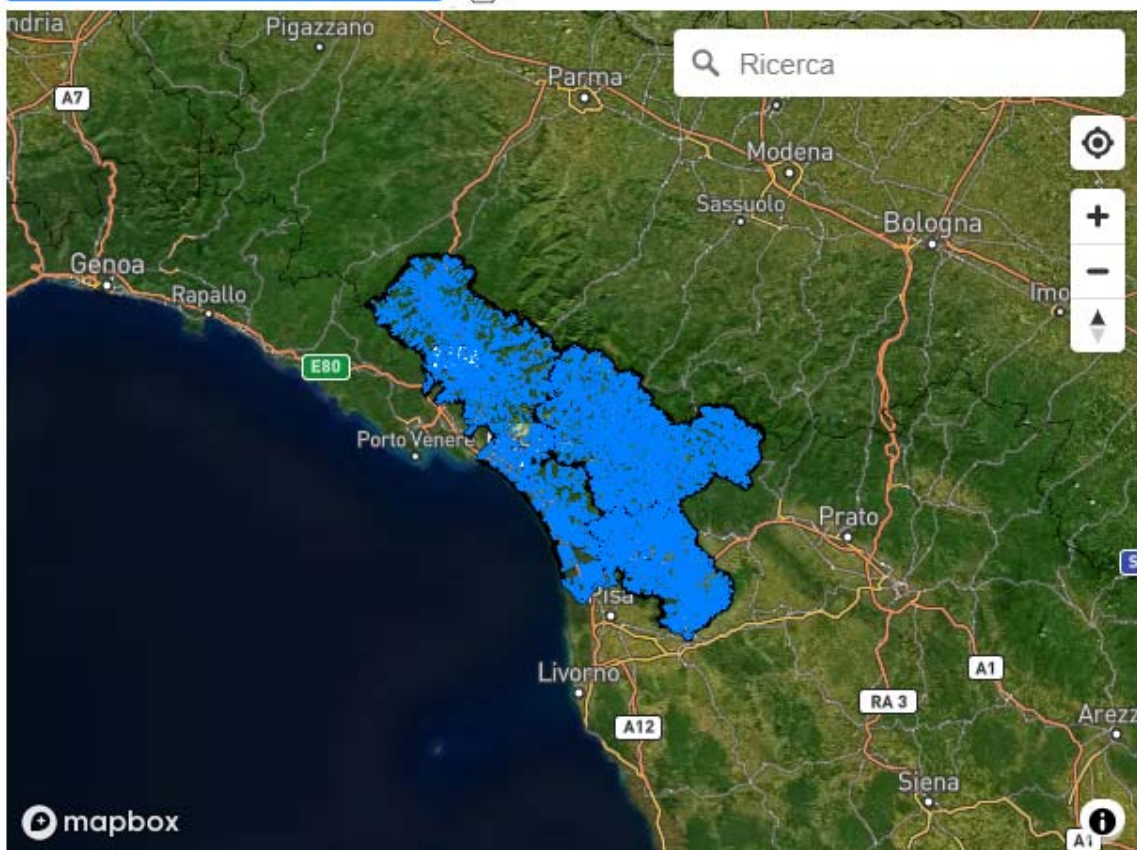 ndria
Pigazzano
Ricerca
Parma
A7
Modena
Sassuolo
Bologna
Genoa
Rapallo
Imo
E80
Porto Venere
Prato
S
Pisa
Livorno
A1
RA 3
A12
Arezz
Siena
mapbox
A1